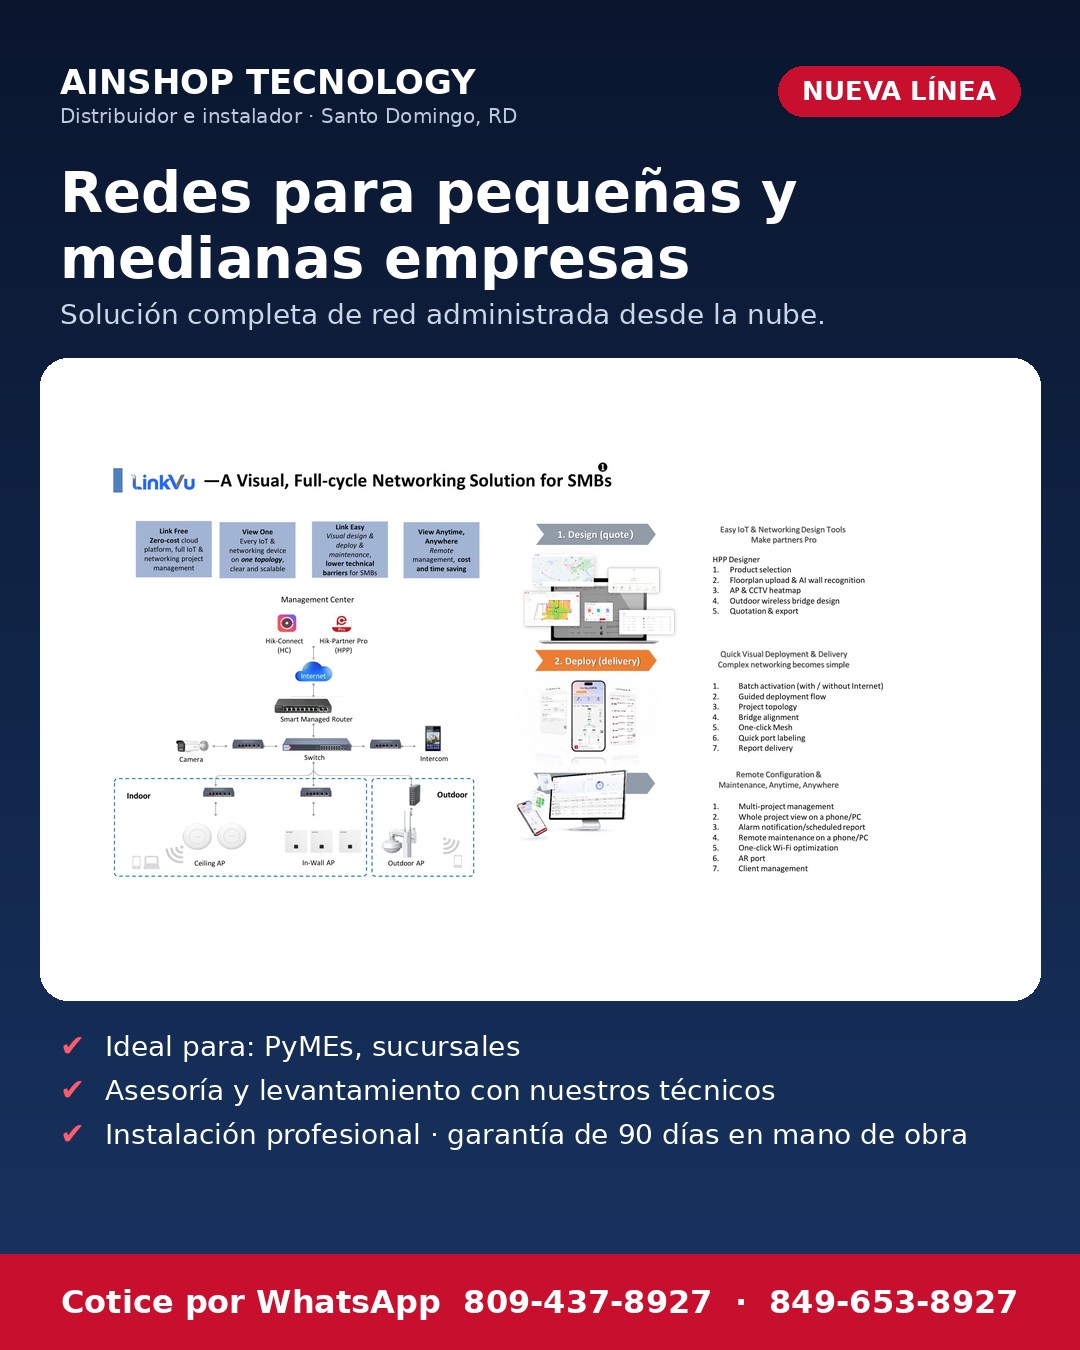 AINSHOP TECNOLOGY
Distribuidor e instalador · Santo Domingo, RD
NUEVA LÍNEA
Redes para pequeñas y
medianas empresas
Solución completa de red administrada desde la nube.
LinkVu —A Visual, Full-cycle Networking Solution for SMBs
1
Link Free
Zero-cost cloud
platform, full IoT &
networking project
management
View One
Every IoT &
networking device
on one topology,
clear and scalable
Link Easy
Visual design &
deploy &
maintenance,
lower technical
barriers for SMBs
View Anytime,
Anywhere
Remote
management, cost
and time saving
Management Center
Hik-Connect
(HC)
Pro
Hik-Partner Pro
(HPP)
Internet
Smart Managed Router
Camera
Switch
Intercom
Indoor
Outdoor
Ceiling AP
In-Wall AP
Outdoor AP
1. Design (quote)
Easy IoT & Networking Design Tools
Make partners Pro
HPP Designer
1. Product selection
2. Floorplan upload & AI wall recognition
3. AP & CCTV heatmap
4. Outdoor wireless bridge design
5. Quotation & export
2. Deploy (delivery)
Quick Visual Deployment & Delivery
Complex networking becomes simple
1. Batch activation (with / without Internet)
2. Guided deployment flow
3. Project topology
4. Bridge alignment
5. One-click Mesh
6. Quick port labeling
7. Report delivery
Remote Configuration &
Maintenance, Anytime, Anywhere
1. Multi-project management
2. Whole project view on a phone/PC
3. Alarm notification/scheduled report
4. Remote maintenance on a phone/PC
5. One-click Wi-Fi optimization
6. AR port
7. Client management
✔ Ideal para: PyMEs, sucursales
✔ Asesoría y levantamiento con nuestros técnicos
✔ Instalación profesional · garantía de 90 días en mano de obra
Cotice por WhatsApp 809-437-8927 · 849-653-8927